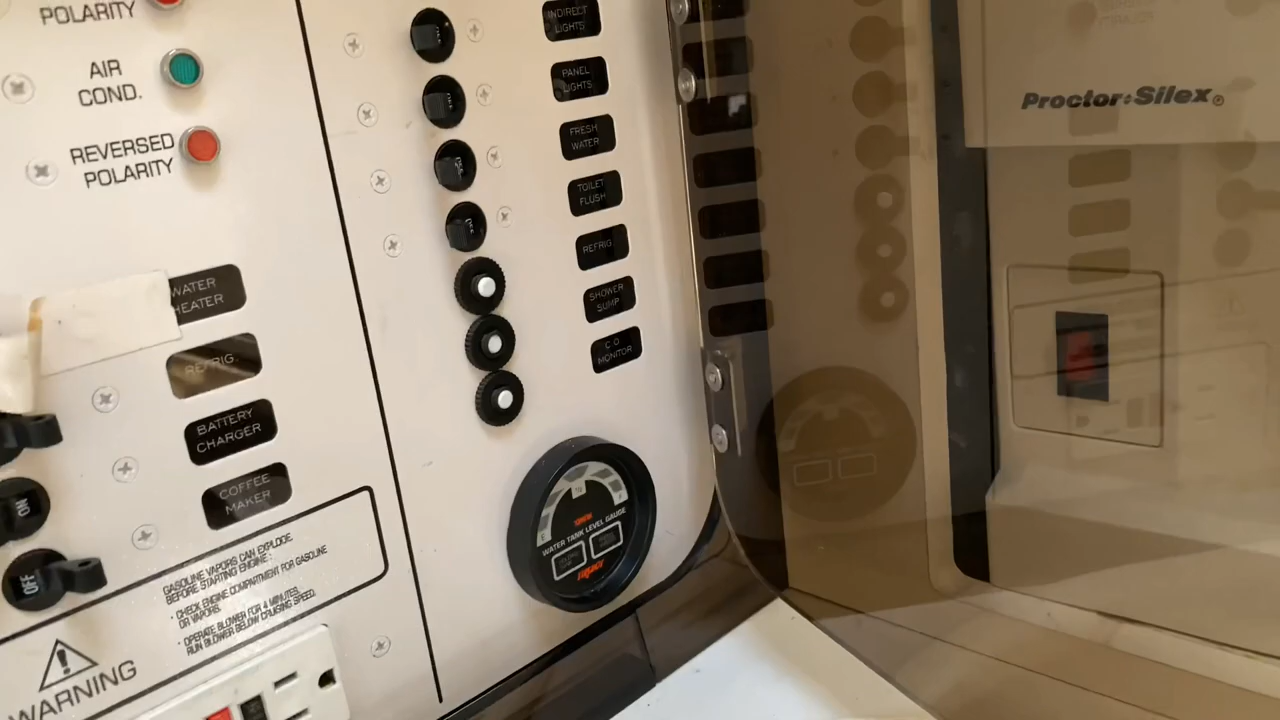 POLARITY
AIR
COND.
REVERSED
POLARITY
WATER
HEATER
REFRIG.
BATTERY
CHARGER
COFFEE
MAKER
ON
OFF
GASOLINE VAPORS CAN EXPLODE.
BEFORE STARTING ENGINE:
· CHECK ENGINE COMPARTMENT FOR GASOLINE
OR VAPORS.
· OPERATE BLOWER FOR 4 MINUTES.
RUN BLOWER BELOW CRUISING SPEED.
WARNING
INDIRECT
LIGHTS
PANEL
LIGHTS
FRESH
WATER
TOILET
FLUSH
REFRIG
SHOWER
SUMP
C O
MONITOR
E
WATER TANK LEVEL GAUGE
Proctor-Silex®